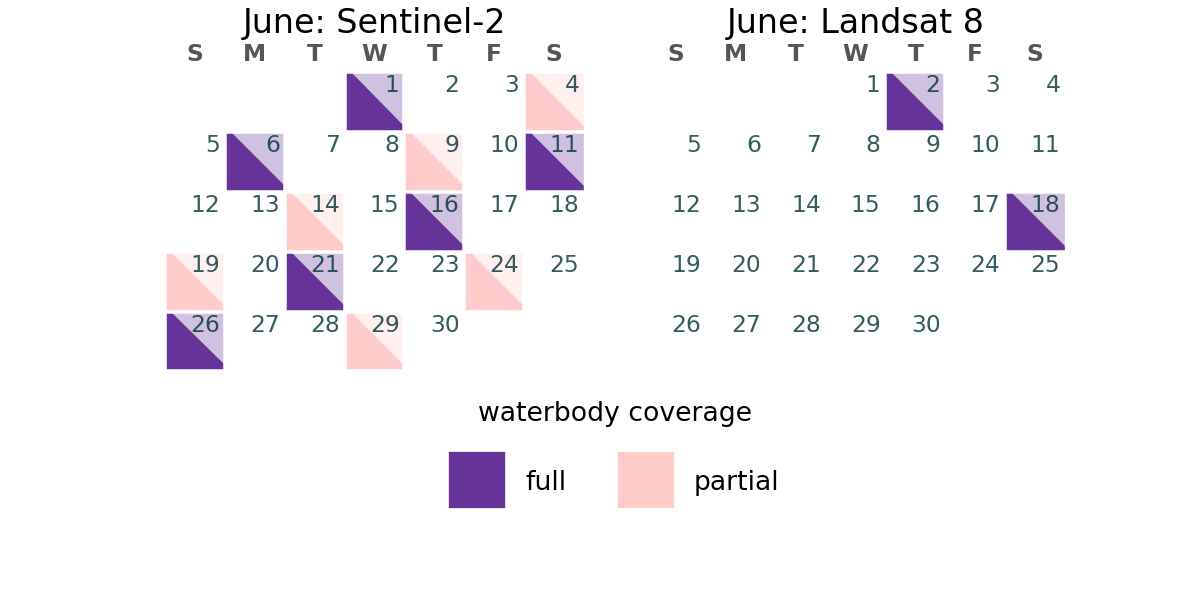 June: Sentinel-2
S M T W T F S
1 2 3 4
5 6 7 8 9 10 11
12 13 14 15 16 17 18
19 20 21 22 23 24 25
26 27 28 29 30
June: Landsat 8
S M T W T F S
1 2 3 4
5 6 7 8 9 10 11
12 13 14 15 16 17 18
19 20 21 22 23 24 25
26 27 28 29 30
waterbody coverage
full partial